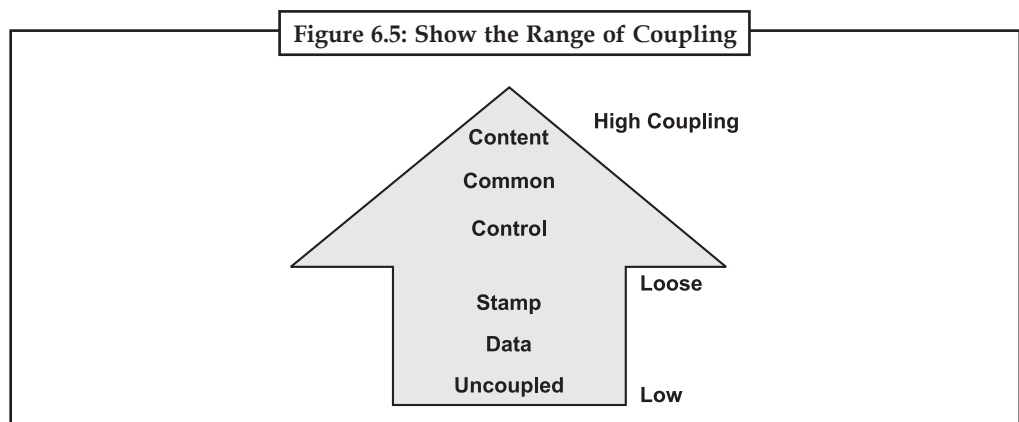 Figure 6.5: Show the Range of Coupling
High Coupling
Content
Common
Control
Loose
Stamp
Data
Uncoupled
Low